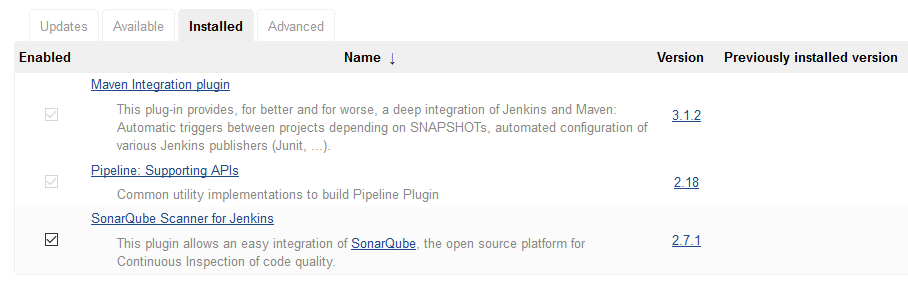 Updates Available Installed Advanced
Enabled Name ↓ Version Previously installed version
Maven Integration plugin
This plug-in provides, for better and for worse, a deep integration of Jenkins and Maven:
Automatic triggers between projects depending on SNAPSHOTs, automated configuration of
various Jenkins publishers (Junit, ...).
3.1.2
Pipeline: Supporting APIs
Common utility implementations to build Pipeline Plugin
2.18
SonarQube Scanner for Jenkins
This plugin allows an easy integration of SonarQube, the open source platform for
Continuous Inspection of code quality.
2.7.1